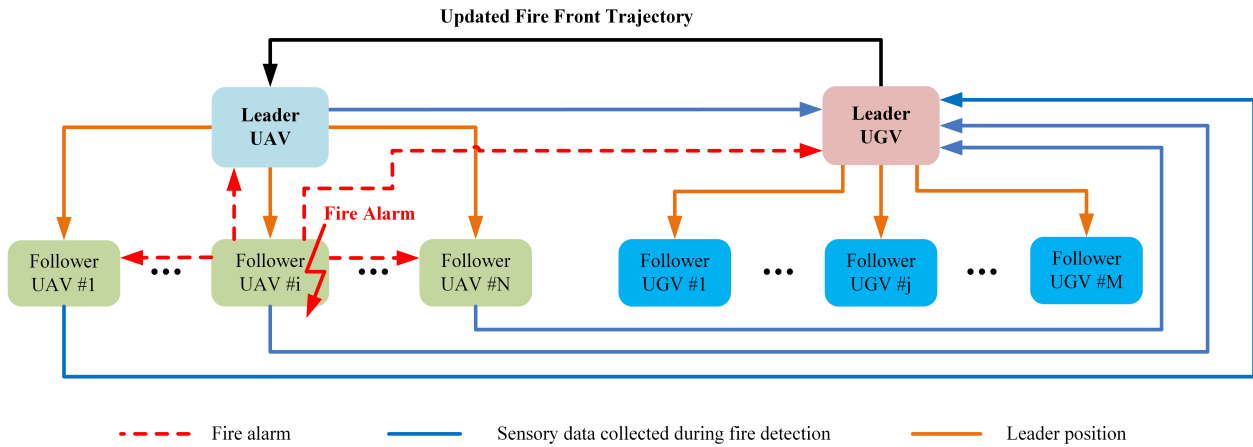 Updated Fire Front Trajectory
Leader
UAV
Leader
UGV
Fire Alarm
Follower
UAV #1
Follower
UAV #i
Follower
UAV #N
Follower
UGV #1
Follower
UGV #j
Follower
UGV #M
Fire alarm
Sensory data collected during fire detection
Leader position